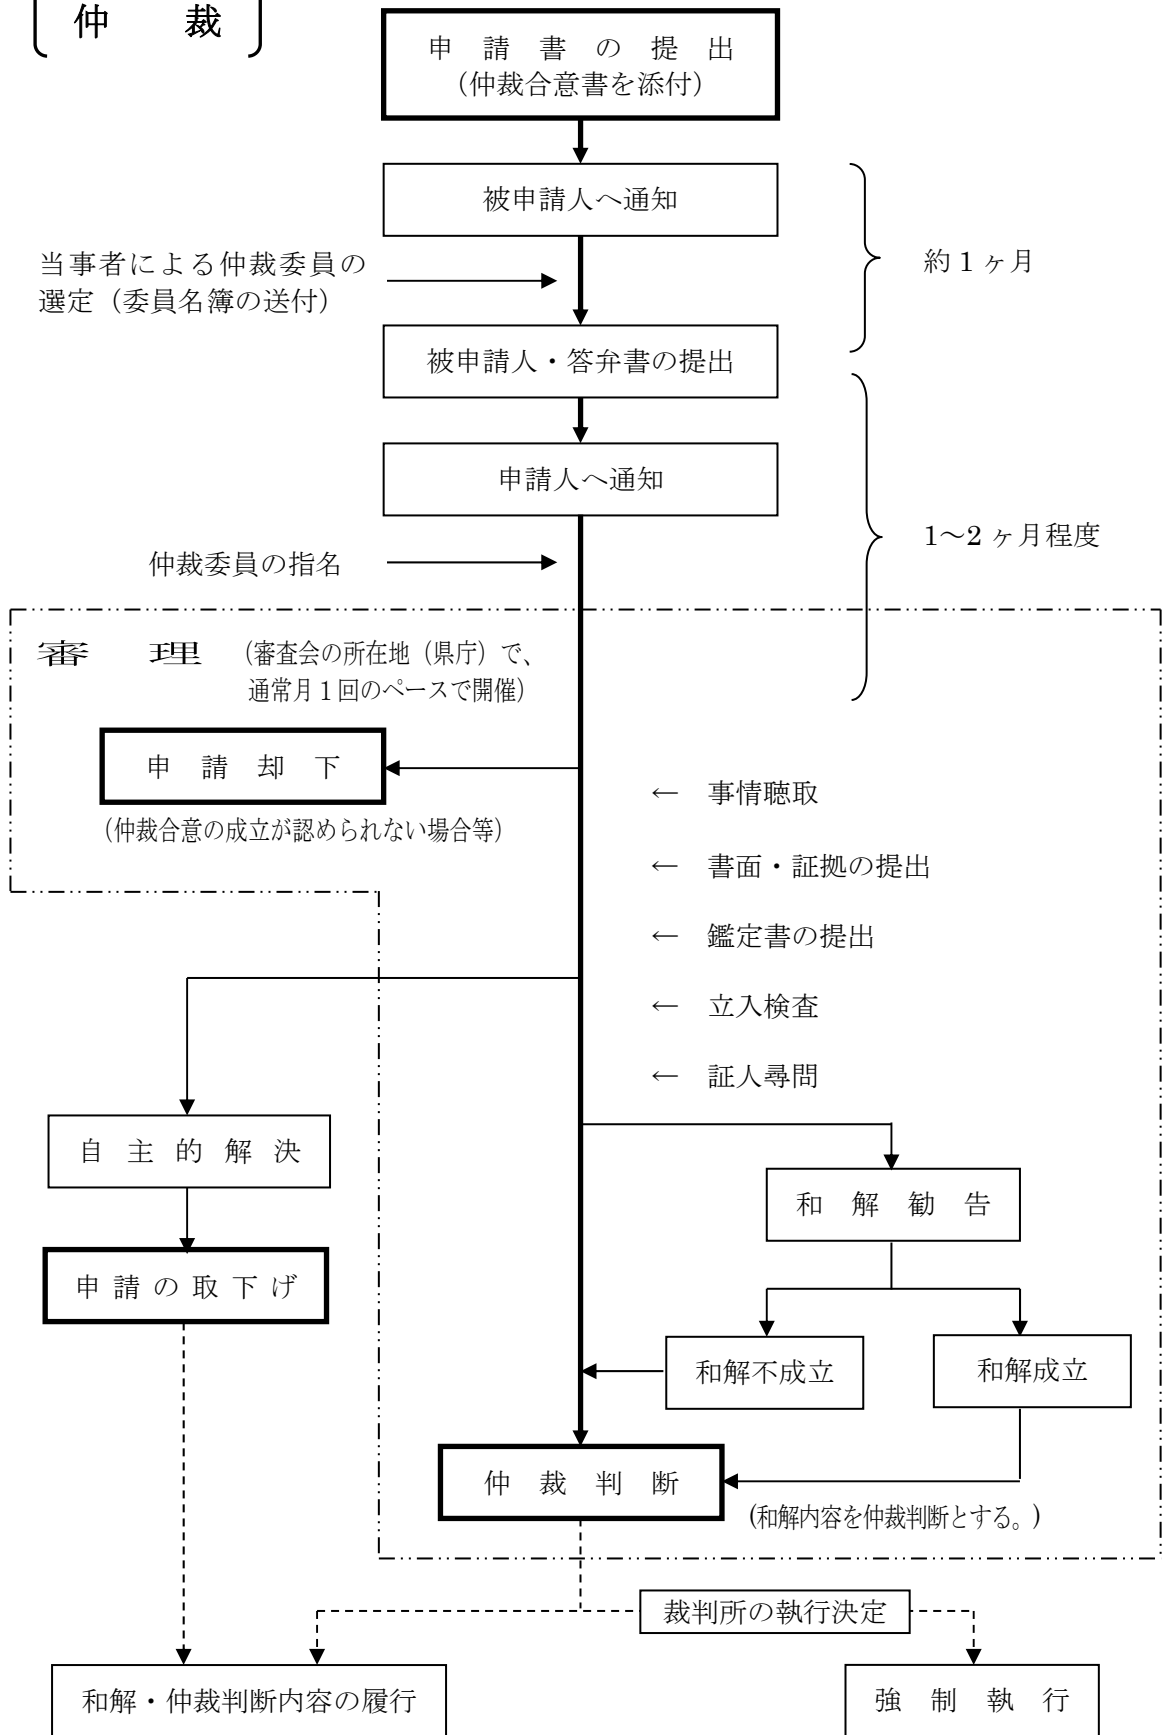 仲　裁
申請書の提出
（仲裁合意書を添付）
被申請人へ通知
約１ヶ月
当事者による仲裁委員の
選定（委員名簿の送付）
被申請人・答弁書の提出
申請人へ通知
1～2ヶ月程度
仲裁委員の指名
審　理　（審査会の所在地（県庁）で、
通常月１回のペースで開催）
申請却下
（仲裁合意の成立が認められない場合等）
←　事情聴取
←　書面・証拠の提出
←　鑑定書の提出
←　立入検査
←　証人尋問
自主的解決
和解勧告
申請の取下げ
和解不成立
和解成立
仲裁判断
(和解内容を仲裁判断とする。)
裁判所の執行決定
和解・仲裁判断内容の履行
強制執行